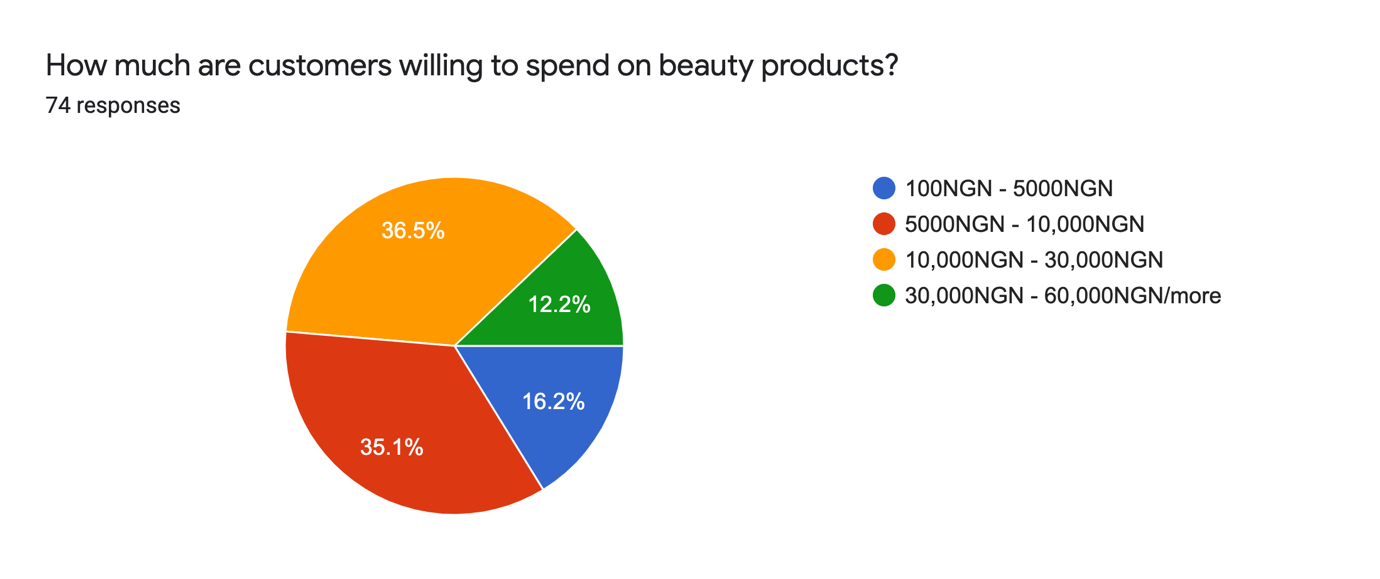 How much are customers willing to spend on beauty products?
74 responses
36.5%
12.2%
16.2%
35.1%
100NGN - 5000NGN
5000NGN - 10,000NGN
10,000NGN - 30,000NGN
30,000NGN - 60,000NGN/more